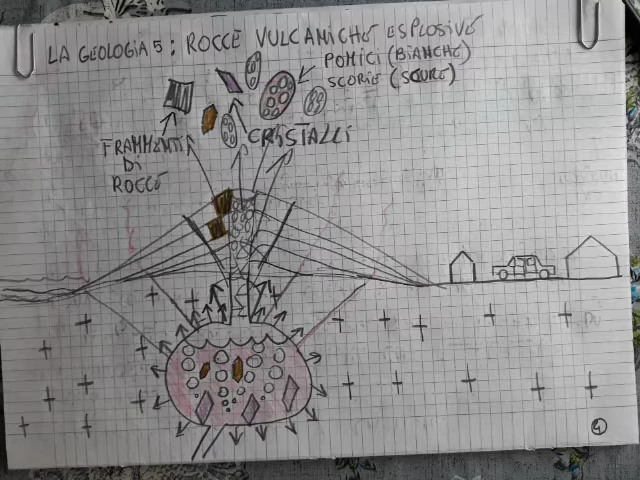 LA GEOLOGIA 5: ROCCE VULCANICHE ESPLOSIVE
POMICI (BIANCHE)
SCORIE (SCURE)
CRISTALLI
FRAMMENTI
DI
ROCCE
4